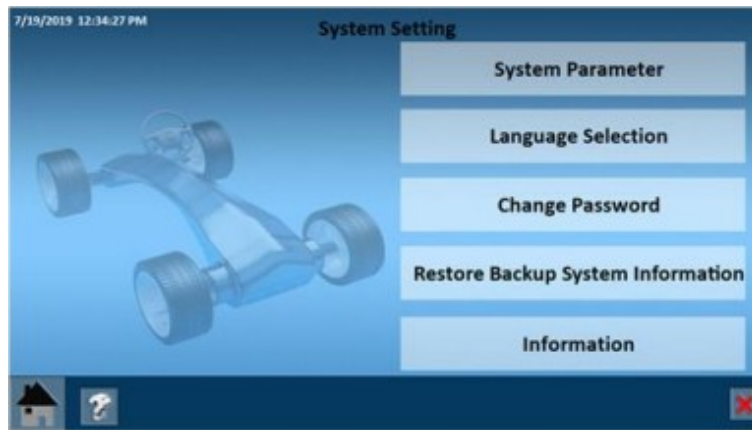 7/19/2019 12:34:27 PM
System Setting
System Parameter
Language Selection
Change Password
Restore Backup System Information
Information
?